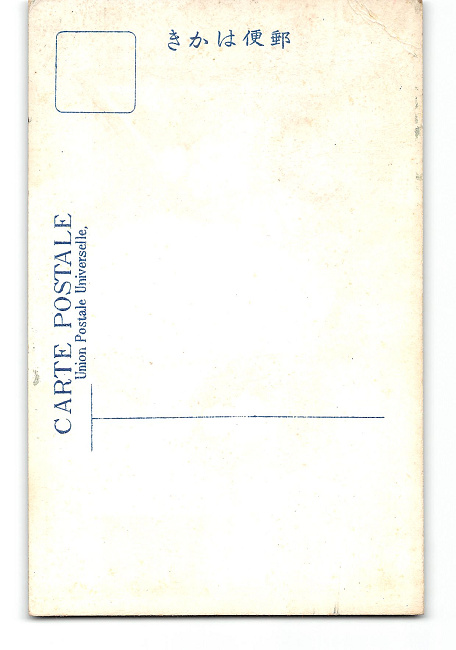 郵便はかき
CARTE POSTALE
Union Postale Universelle,